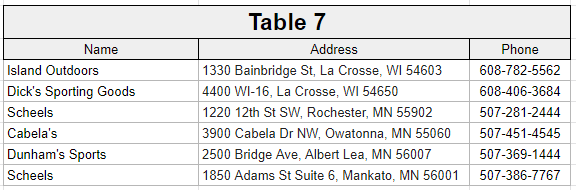 Table 7
Name Address Phone
Island Outdoors 1330 Bainbridge St, La Crosse, WI 54603 608-782-5562
Dick's Sporting Goods 4400 WI-16, La Crosse, WI 54650 608-406-3684
Scheels 1220 12th St SW, Rochester, MN 55902 507-281-2444
Cabela's 3900 Cabela Dr NW, Owatonna, MN 55060 507-451-4545
Dunham's Sports 2500 Bridge Ave, Albert Lea, MN 56007 507-369-1444
Scheels 1850 Adams St Suite 6, Mankato, MN 56001 507-386-7767